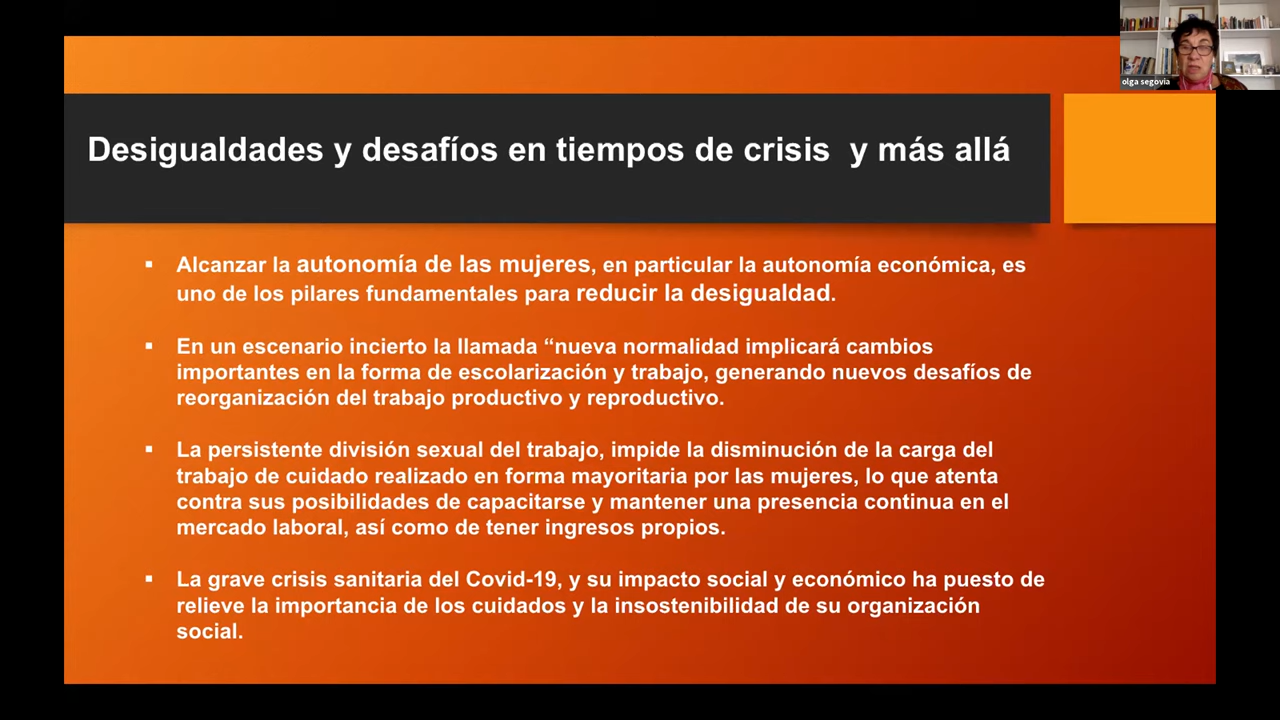 olga segovia
Desigualdades y desafíos en tiempos de crisis  y más allá
▪ Alcanzar la autonomía de las mujeres, en particular la autonomía económica, es
uno de los pilares fundamentales para reducir la desigualdad.
▪ En un escenario incierto la llamada “nueva normalidad implicará cambios
importantes en la forma de escolarización y trabajo, generando nuevos desafíos de
reorganización del trabajo productivo y reproductivo.
▪ La persistente división sexual del trabajo, impide la disminución de la carga del
trabajo de cuidado realizado en forma mayoritaria por las mujeres, lo que atenta
contra sus posibilidades de capacitarse y mantener una presencia continua en el
mercado laboral, así como de tener ingresos propios.
▪ La grave crisis sanitaria del Covid-19, y su impacto social y económico ha puesto de
relieve la importancia de los cuidados y la insostenibilidad de su organización
social.